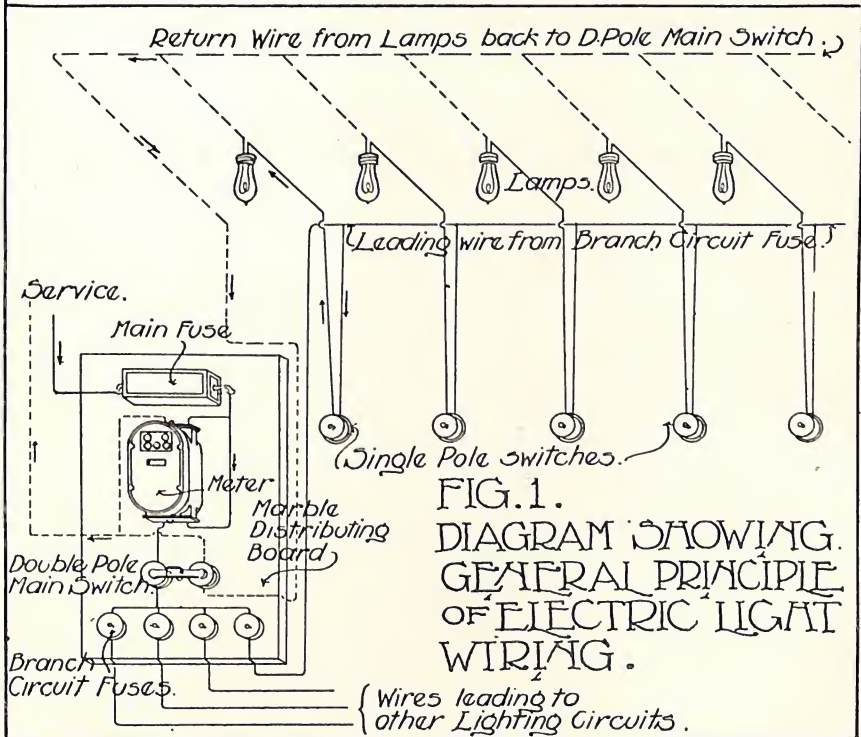 Return Wire from Lamps back to D.Pole Main Switch.
Lamps.
Leading wire from Branch Circuit Fuse.
Service.
Main Fuse
Meter
Marble
Distributing
Board
Double Pole
Main Switch.
Branch
Circuit Fuses.
Single Pole switches.
FIG.1.
DIAGRAM SHOWING
GENERAL PRINCIPLE
OF ELECTRIC LIGHT
WIRING.
Wires leading to
other Lighting Circuits.